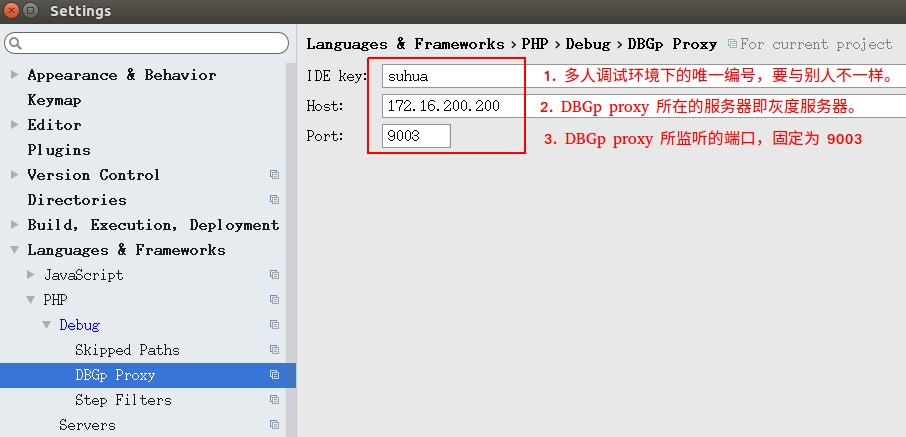 Settings
Languages & Frameworks › PHP › Debug › DBGp Proxy For current project
IDE key: suhua 1. 多人调试环境下的唯一编号，要与别人不一样。
Host: 172.16.200.200 2. DBGp proxy 所在的服务器即灰度服务器。
Port: 9003 3. DBGp proxy 所监听的端口，固定为 9003
Appearance & Behavior
Keymap
Editor
Plugins
Version Control
Directories
Build, Execution, Deployment
Languages & Frameworks
JavaScript
PHP
Debug
Skipped Paths
DBGp Proxy
Step Filters
Servers